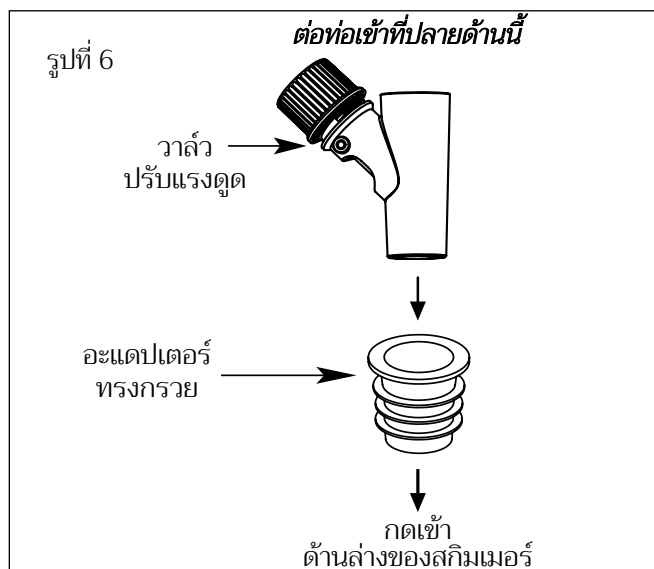 ต่อท่อเข้าที่ปลายด้านนี้
รูปที่ 6
วาล์ว
ปรับแรงดูด
อะแดปเตอร์
ทรงกรวย
กดเข้า
ด้านล่างของสกิมเมอร์